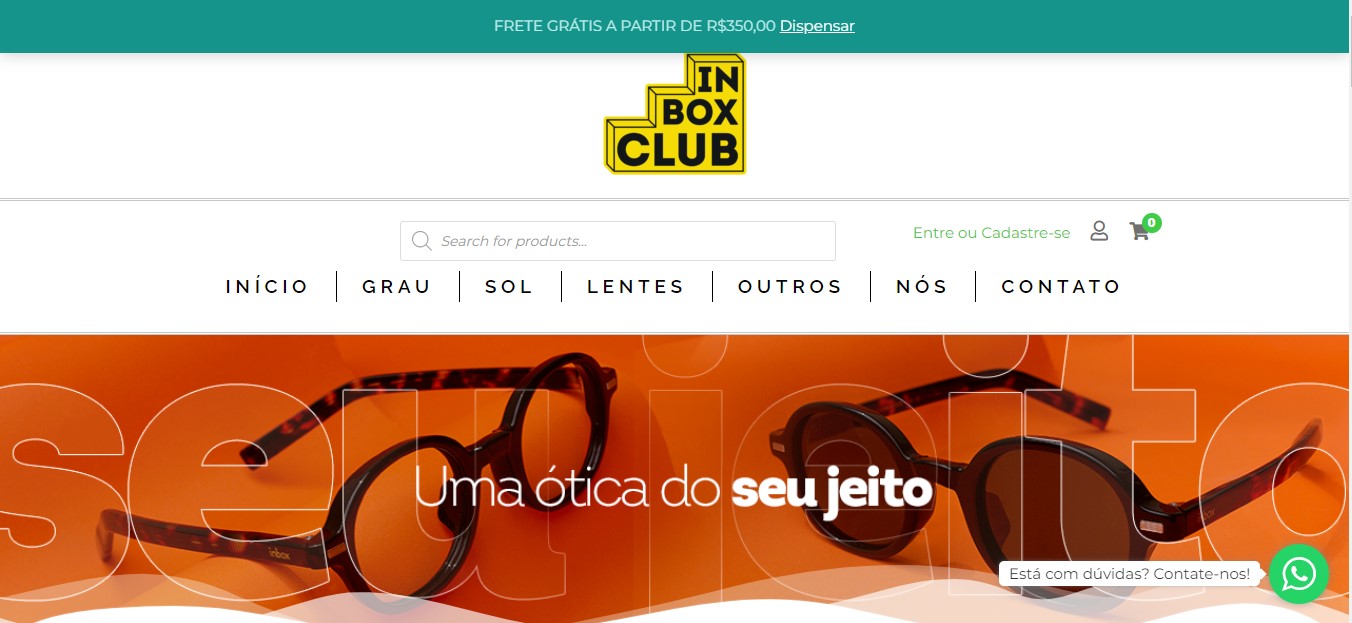 FRETE GRÁTIS A PARTIR DE R$350,00 Dispensar
IN
BOX
CLUB
Search for products...
Entre ou Cadastre-se
0
INÍCIO
GRAU
SOL
LENTES
OUTROS
NÓS
CONTATO
seu jeito
Uma ótica do seu jeito
inbox
inbox
Está com dúvidas? Contate-nos!